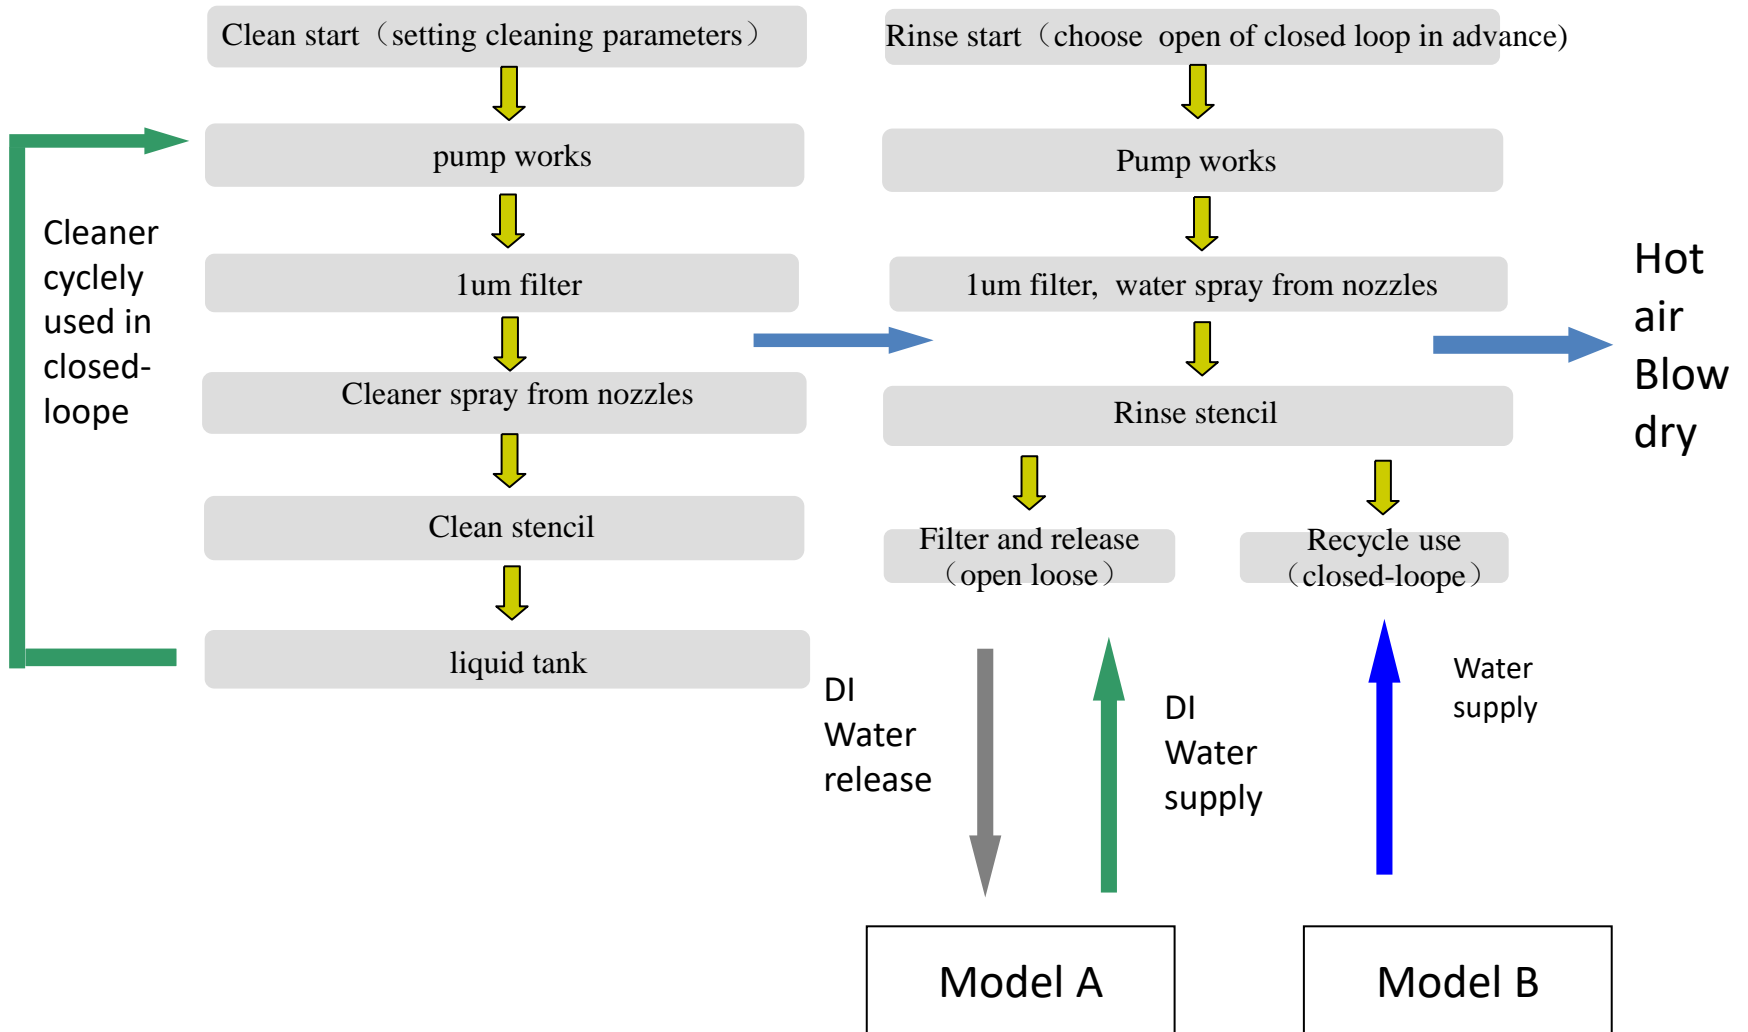 Clean start（setting cleaning parameters）
pump works
1um filter
Cleaner spray from nozzles
Clean stencil
liquid tank
Cleaner
cyclely
used in
closed-
loope
Rinse start（choose  open of closed loop in advance)
Pump works
1um filter,  water spray from nozzles
Rinse stencil
Filter and release
（open loose）
Recycle use
（closed-loope）
Hot
air
Blow
dry
DI
Water
release
DI
Water
supply
Water
supply
Model A
Model B